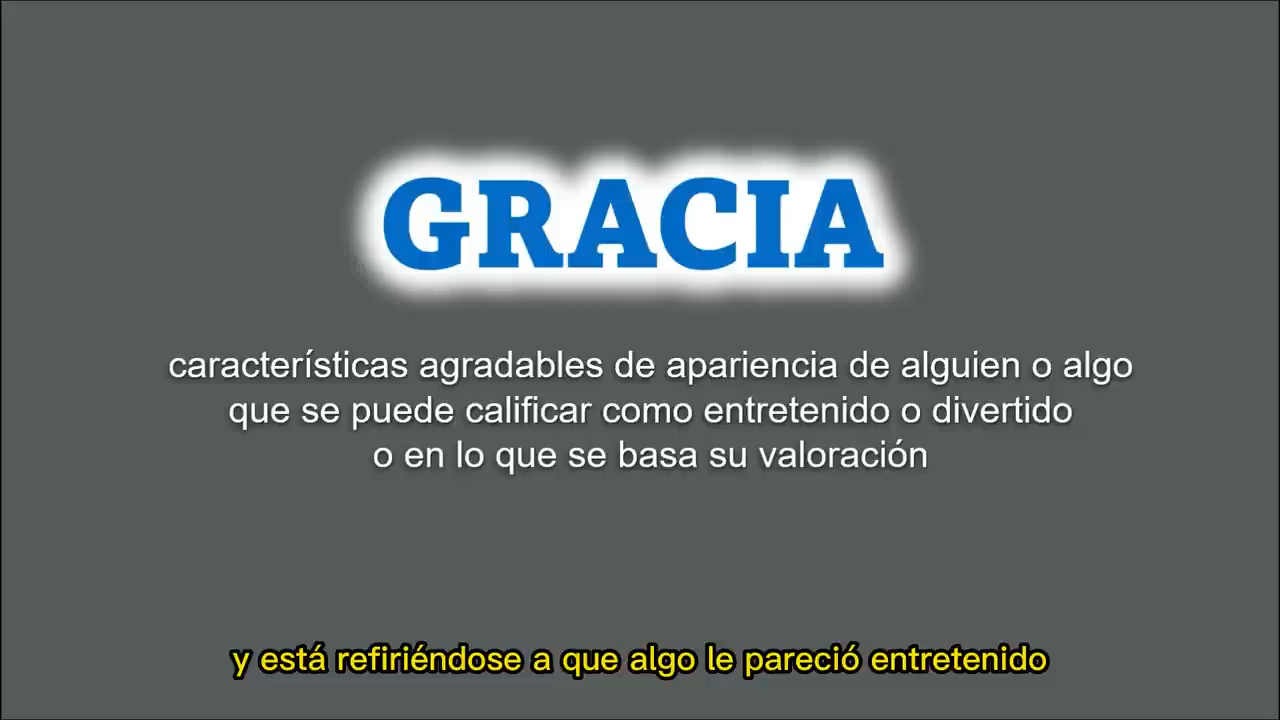 GRACIA
características agradables de apariencia de alguien o algo
que se puede calificar como entretenido o divertido
o en lo que se basa su valoración
y está refiriéndose a que algo le pareció entretenido